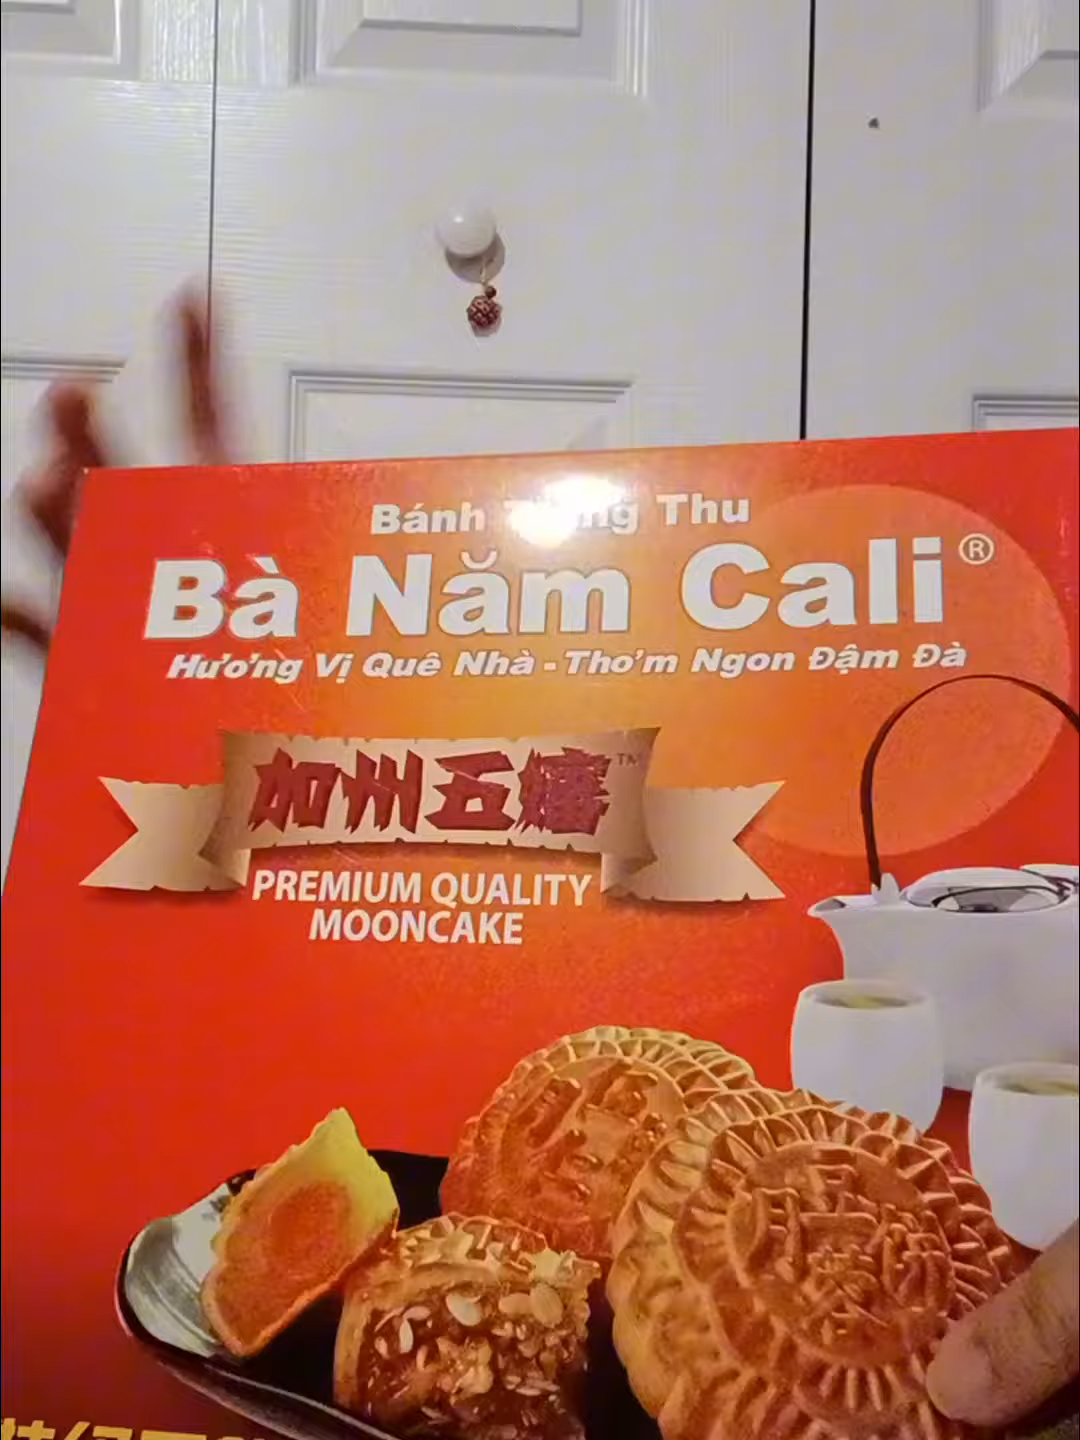 Bánh Thu
Bà Năm Cali®
Hương Vị Quê Nhà - Thơm Ngon Đậm Đà
加州五嬸™
PREMIUM QUALITY
MOONCAKE